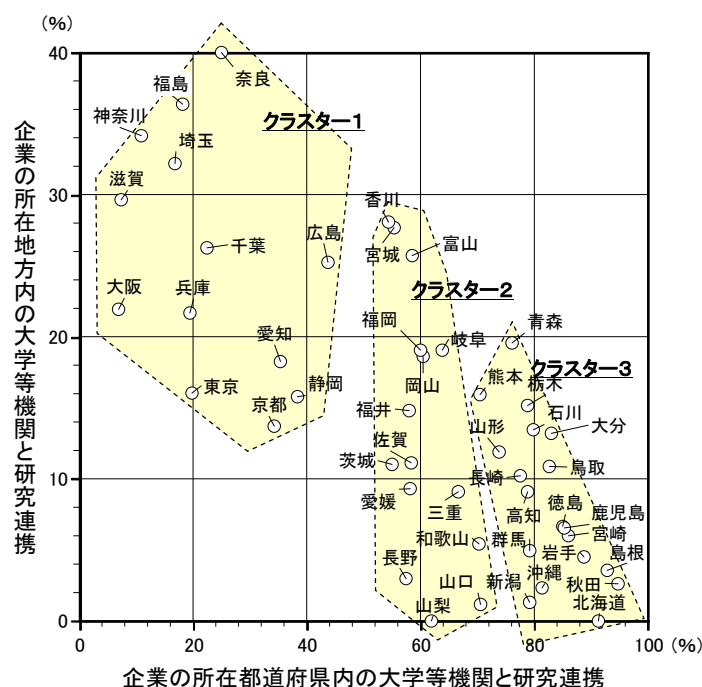 (%)
40
30
20
10
0
企業の所在地方内の大学等機関と研究連携
クラスター1
奈良
福島
神奈川
埼玉
滋賀
千葉
広島
大阪
兵庫
愛知
東京
静岡
京都
クラスター2
香川
宮城
富山
福岡
岐阜
岡山
福井
佐賀
茨城
愛媛
三重
和歌山
長野
山口
山梨
クラスター3
青森
熊本
栃木
石川
大分
山形
長崎
鳥取
高知
徳島
鹿児島
宮崎
群馬
岩手
島根
沖縄
新潟
秋田
北海道
0 20 40 60 80 100 (%)
企業の所在都道府県内の大学等機関と研究連携